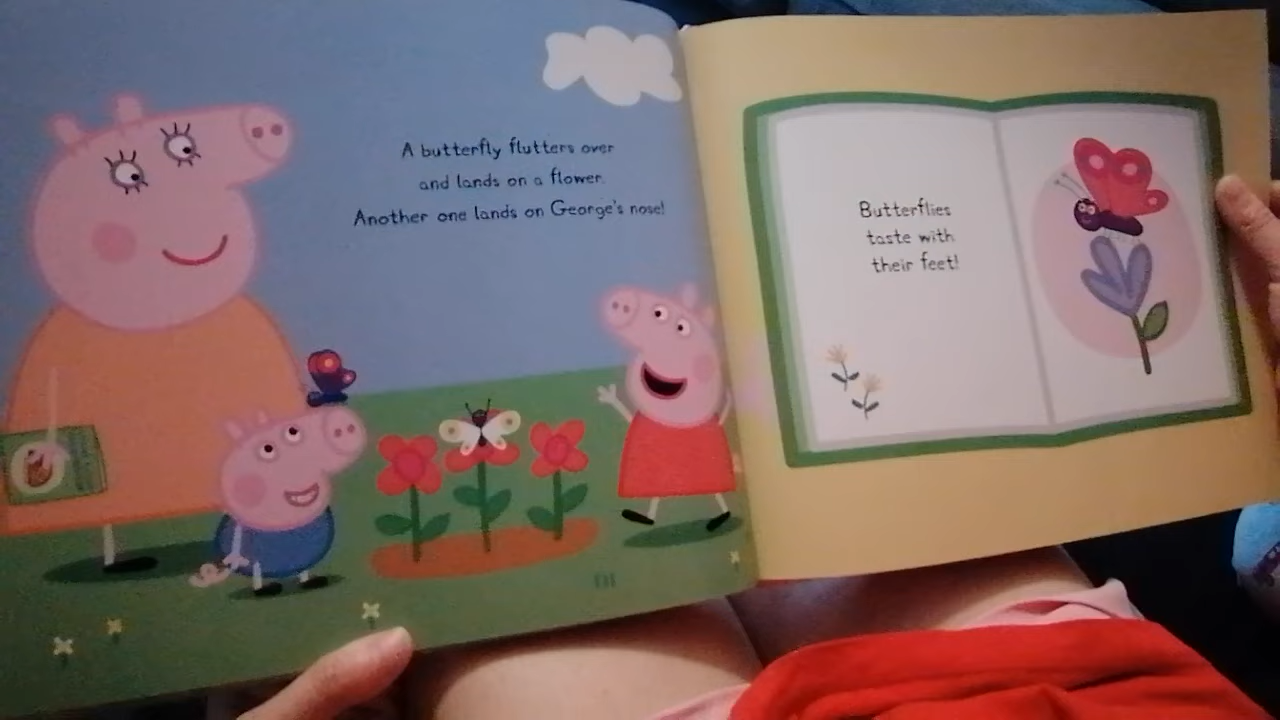 A butterfly flutters over
and lands on a flower.
Another one lands on George's nose!
Butterflies
taste with
their feet!